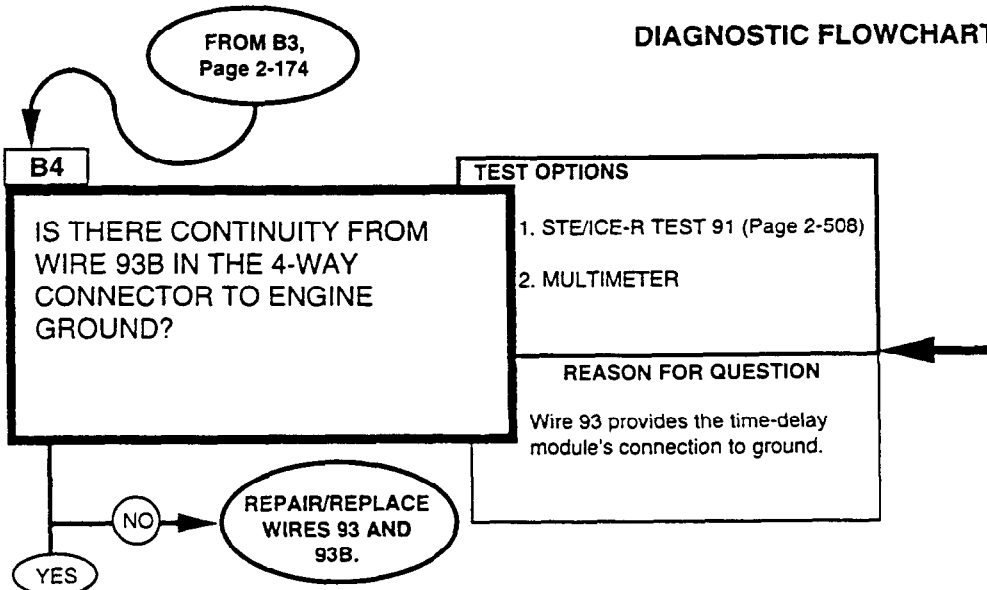 DIAGNOSTIC FLOWCHART
FROM B3,
Page 2-174
B4
IS THERE CONTINUITY FROM
WIRE 93B IN THE 4-WAY
CONNECTOR TO ENGINE
GROUND?
TEST OPTIONS
1. STE/ICE-R TEST 91 (Page 2-508)
2. MULTIMETER
REASON FOR QUESTION
Wire 93 provides the time-delay
module's connection to ground.
NO
REPAIR/REPLACE
WIRES 93 AND
93B.
YES